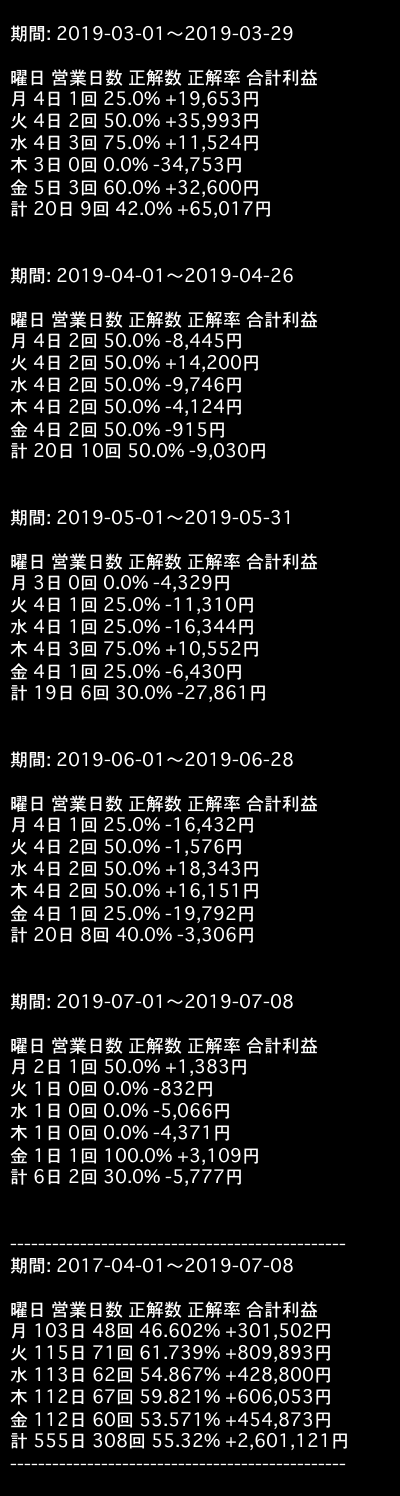 期間: 2019-03-01〜2019-03-29
曜日 営業日数 正解数 正解率 合計利益
月 4日 1回 25.0% +19,653円
火 4日 2回 50.0% +35,993円
水 4日 3回 75.0% +11,524円
木 3日 0回 0.0% -34,753円
金 5日 3回 60.0% +32,600円
計 20日 9回 42.0% +65,017円
期間: 2019-04-01〜2019-04-26
曜日 営業日数 正解数 正解率 合計利益
月 4日 2回 50.0% -8,445円
火 4日 2回 50.0% +14,200円
水 4日 2回 50.0% -9,746円
木 4日 2回 50.0% -4,124円
金 4日 2回 50.0% -915円
計 20日 10回 50.0% -9,030円
期間: 2019-05-01〜2019-05-31
曜日 営業日数 正解数 正解率 合計利益
月 3日 0回 0.0% -4,329円
火 4日 1回 25.0% -11,310円
水 4日 1回 25.0% -16,344円
木 4日 3回 75.0% +10,552円
金 4日 1回 25.0% -6,430円
計 19日 6回 30.0% -27,861円
期間: 2019-06-01〜2019-06-28
曜日 営業日数 正解数 正解率 合計利益
月 4日 1回 25.0% -16,432円
火 4日 2回 50.0% -1,576円
水 4日 2回 50.0% +18,343円
木 4日 2回 50.0% +16,151円
金 4日 1回 25.0% -19,792円
計 20日 8回 40.0% -3,306円
期間: 2019-07-01〜2019-07-08
曜日 営業日数 正解数 正解率 合計利益
月 2日 1回 50.0% +1,383円
火 1日 0回 0.0% -832円
水 1日 0回 0.0% -5,066円
木 1日 0回 0.0% -4,371円
金 1日 1回 100.0% +3,109円
計 6日 2回 30.0% -5,777円
------------------------------------------------
期間: 2017-04-01〜2019-07-08
曜日 営業日数 正解数 正解率 合計利益
月 103日 48回 46.602% +301,502円
火 115日 71回 61.739% +809,893円
水 113日 62回 54.867% +428,800円
木 112日 67回 59.821% +606,053円
金 112日 60回 53.571% +454,873円
計 555日 308回 55.32% +2,601,121円
------------------------------------------------